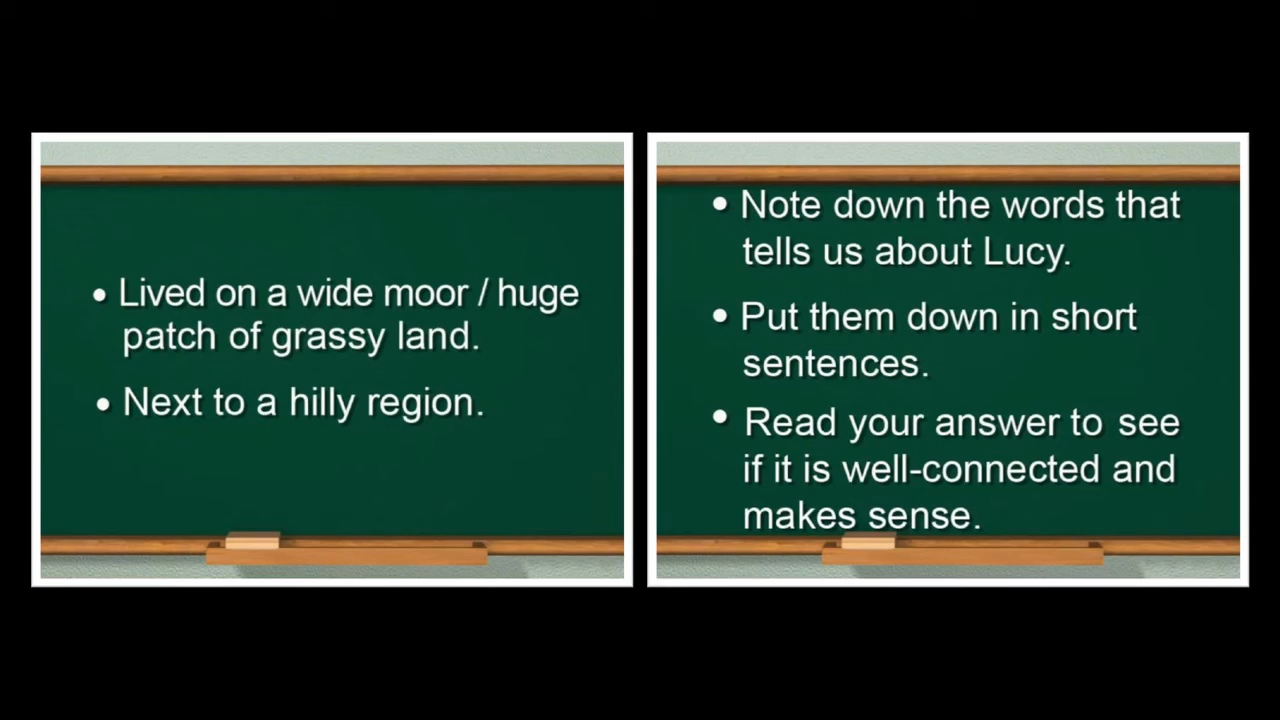 • Lived on a wide moor / huge
patch of grassy land.
• Next to a hilly region.
• Note down the words that
tells us about Lucy.
• Put them down in short
sentences.
• Read your answer to see
if it is well-connected and
makes sense.